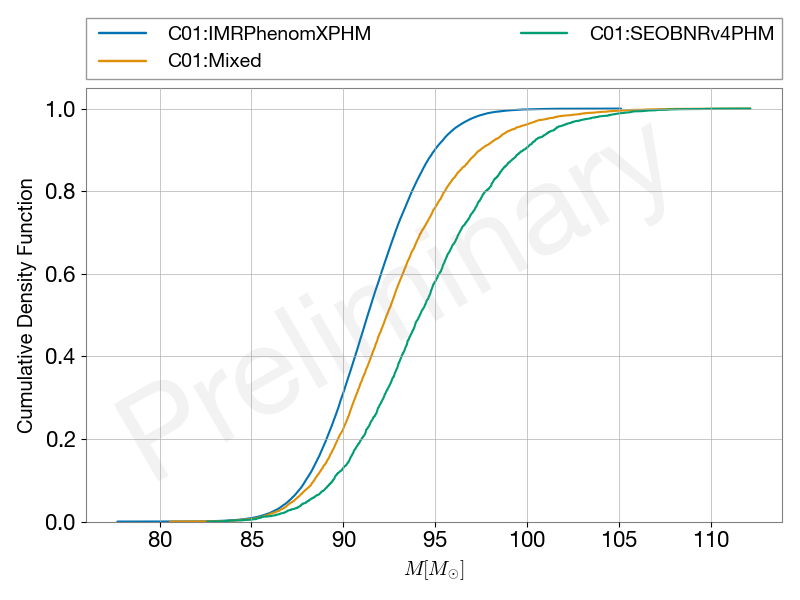 C01:IMRPhenomXPHM
C01:Mixed
C01:SEOBNRv4PHM
Preliminary
Cumulative Density Function
1.0
0.8
0.6
0.4
0.2
0.0
80 85 90 95 100 105 110
M[M⊙]